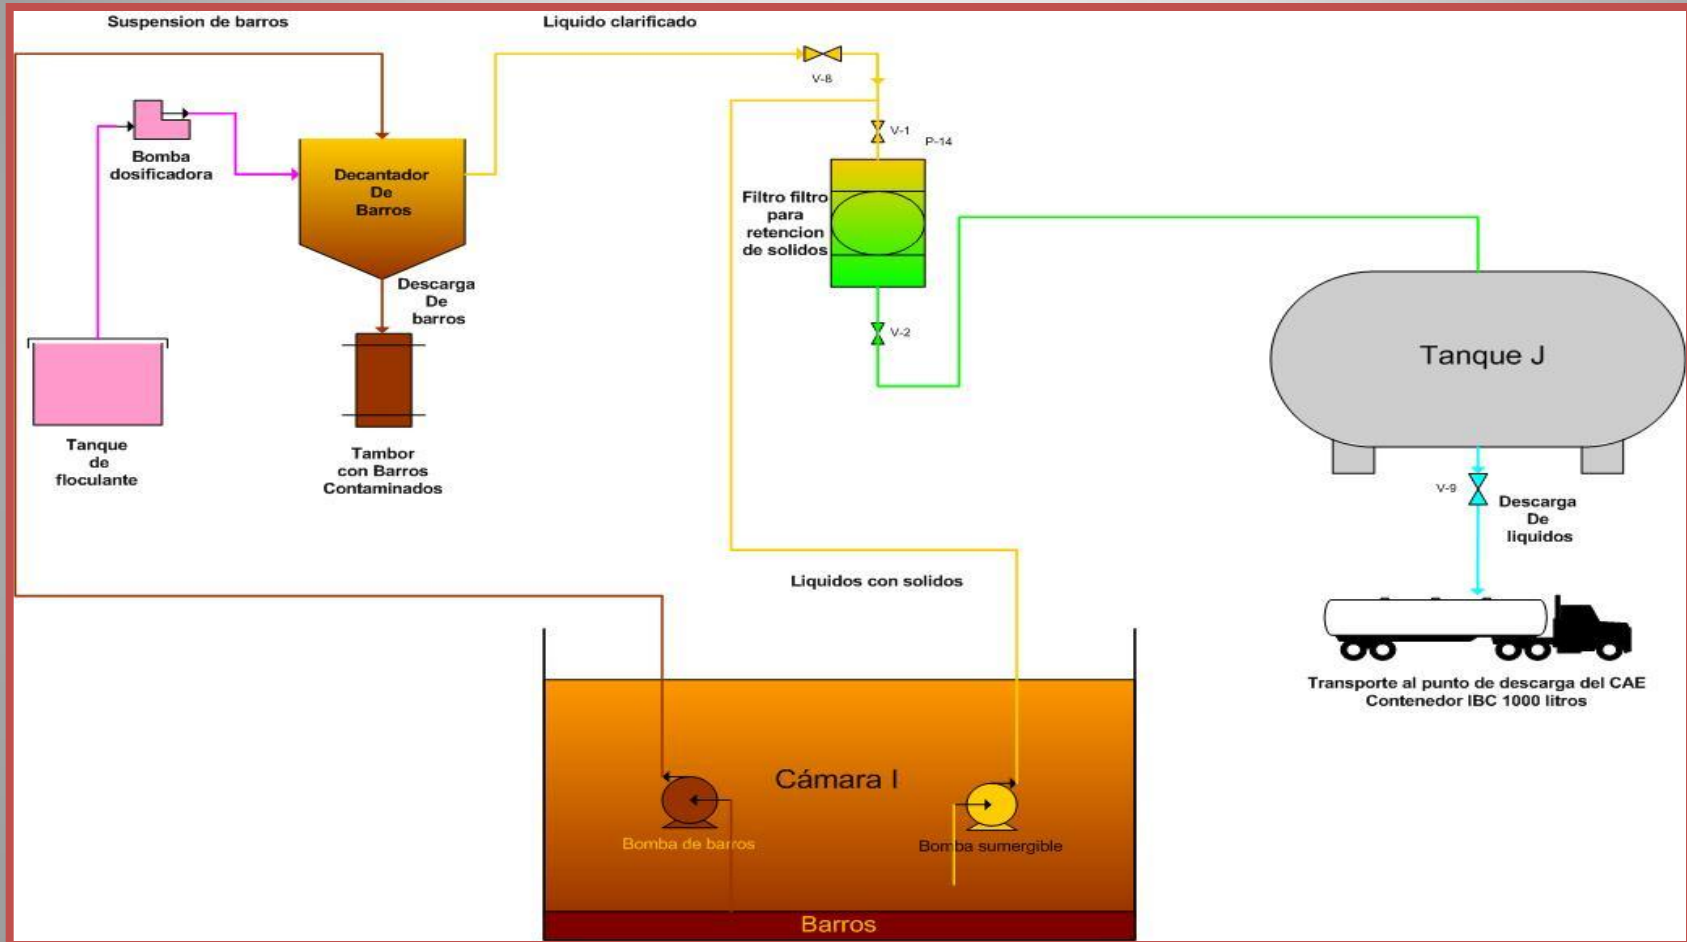 Suspension de barros
Liquido clarificado
V-8
V-1
P-14
Bomba
dosificadora
Decantador
De
Barros
Filtro filtro
para
retencion
de solidos
Descarga
De
barros
V-2
Tanque J
Tanque
de
floculante
Tambor
con Barros
Contaminados
V-9
Descarga
De
liquidos
Liquidos con solidos
Transporte al punto de descarga del CAE
Contenedor IBC 1000 litros
Cámara I
Bomba de barros
Bomba sumergible
Barros